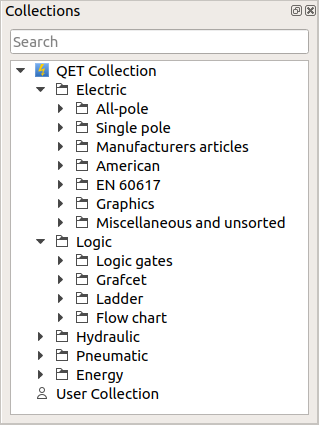 Collections
Search
QET Collection
Electric
All-pole
Single pole
Manufacturers articles
American
EN 60617
Graphics
Miscellaneous and unsorted
Logic
Logic gates
Grafcet
Ladder
Flow chart
Hydraulic
Pneumatic
Energy
User Collection